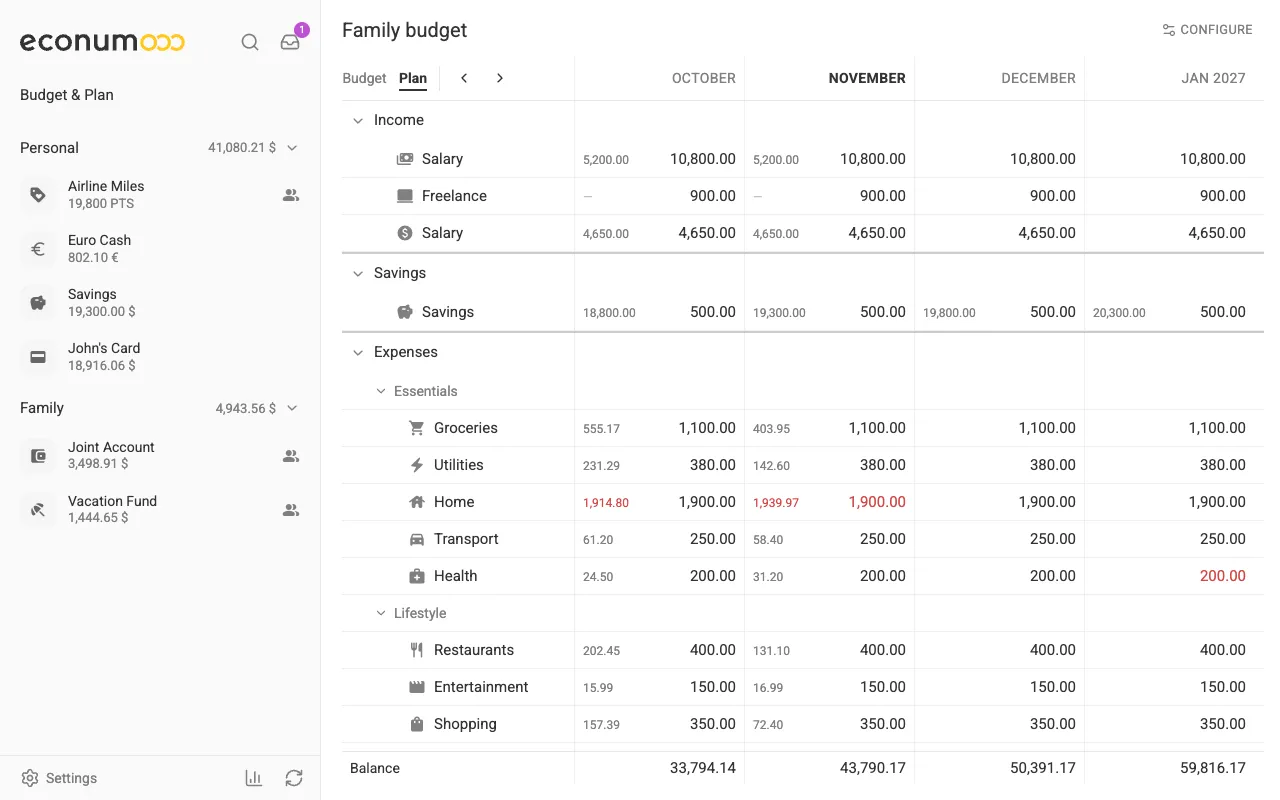 econumo
1
Budget & Plan
Personal 41,080.21 $
Airline Miles
19,800 PTS
Euro Cash
802.10 €
Savings
19,300.00 $
John's Card
18,916.06 $
Family 4,943.56 $
Joint Account
3,498.91 $
Vacation Fund
1,444.65 $
Settings
Family budget CONFIGURE
Budget Plan OCTOBER NOVEMBER DECEMBER JAN 2027
Income
Salary 5,200.00 10,800.00 5,200.00 10,800.00 10,800.00 10,800.00
Freelance – 900.00 – 900.00 900.00 900.00
Salary 4,650.00 4,650.00 4,650.00 4,650.00 4,650.00 4,650.00
Savings
Savings 18,800.00 500.00 19,300.00 500.00 19,800.00 500.00 20,300.00 500.00
Expenses
Essentials
Groceries 555.17 1,100.00 403.95 1,100.00 1,100.00 1,100.00
Utilities 231.29 380.00 142.60 380.00 380.00 380.00
Home 1,914.80 1,900.00 1,939.97 1,900.00 1,900.00 1,900.00
Transport 61.20 250.00 58.40 250.00 250.00 250.00
Health 24.50 200.00 31.20 200.00 200.00 200.00
Lifestyle
Restaurants 202.45 400.00 131.10 400.00 400.00 400.00
Entertainment 15.99 150.00 16.99 150.00 150.00 150.00
Shopping 157.39 350.00 72.40 350.00 350.00 350.00
Balance 33,794.14 43,790.17 50,391.17 59,816.17